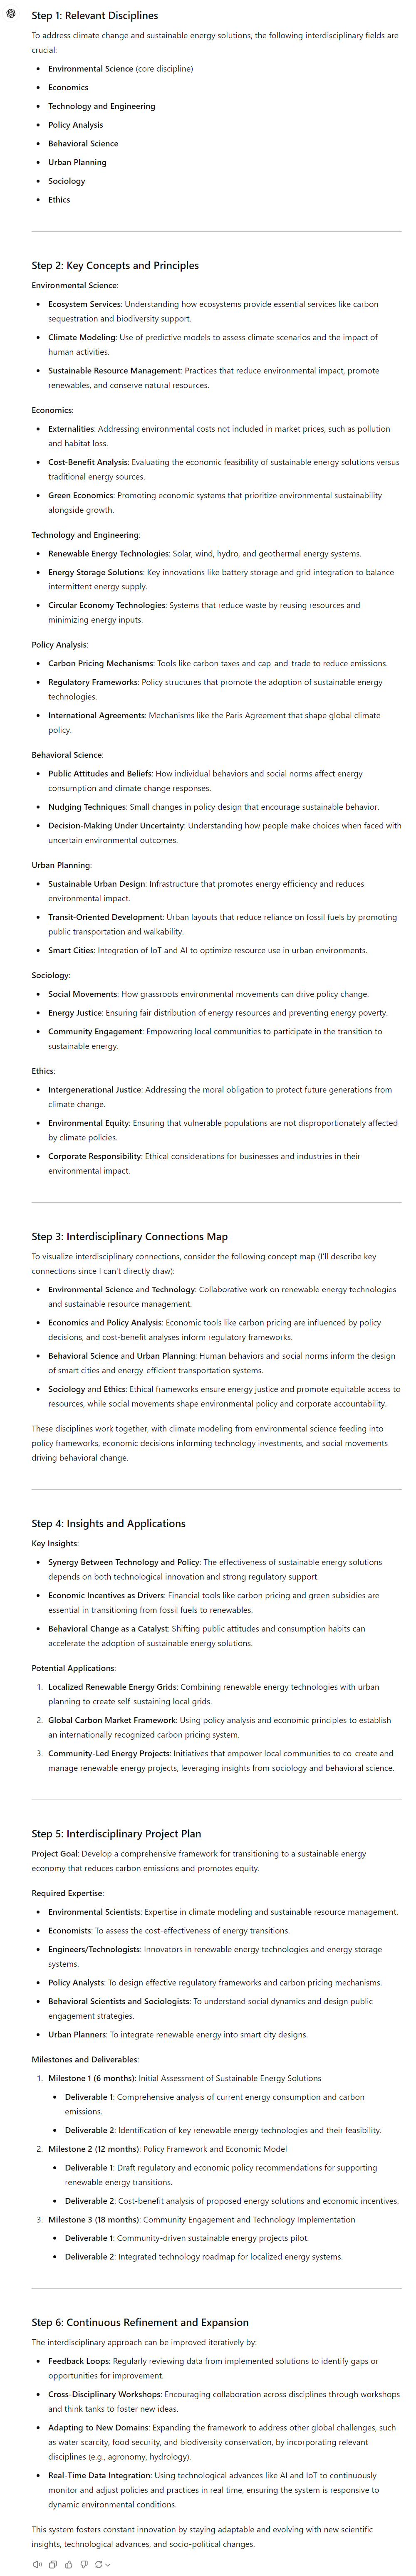 Step 1: Relevant Disciplines
To address climate change and sustainable energy solutions, the following interdisciplinary fields are
crucial:
Environmental Science (core discipline)
Economics
Technology and Engineering
Policy Analysis
Behavioral Science
Urban Planning
Sociology
Ethics
Step 2: Key Concepts and Principles
Environmental Science:
Ecosystem Services: Understanding how ecosystems provide essential services like carbon
sequestration and biodiversity support.
Climate Modeling: Use of predictive models to assess climate scenarios and the impact of
human activities.
Sustainable Resource Management: Practices that reduce environmental impact, promote
renewables, and conserve natural resources.
Economics:
Externalities: Addressing environmental costs not included in market prices, such as pollution
and habitat loss.
Cost-Benefit Analysis: Evaluating the economic feasibility of sustainable energy solutions versus
traditional energy sources.
Green Economics: Promoting economic systems that prioritize environmental sustainability
alongside growth.
Technology and Engineering:
Renewable Energy Technologies: Solar, wind, hydro, and geothermal energy systems.
Energy Storage Solutions: Key innovations like battery storage and grid integration to balance
intermittent energy supply.
Circular Economy Technologies: Systems that reduce waste by reusing resources and
minimizing energy inputs.
Policy Analysis:
Carbon Pricing Mechanisms: Tools like carbon taxes and cap-and-trade to reduce emissions.
Regulatory Frameworks: Policy structures that promote the adoption of sustainable energy
technologies.
International Agreements: Mechanisms like the Paris Agreement that shape global climate
policy.
Behavioral Science:
Public Attitudes and Beliefs: How individual behaviors and social norms affect energy
consumption and climate change responses.
Nudging Techniques: Small changes in policy design that encourage sustainable behavior.
Decision-Making Under Uncertainty: Understanding how people make choices when faced with
uncertain environmental outcomes.
Urban Planning:
Sustainable Urban Design: Infrastructure that promotes energy efficiency and reduces
environmental impact.
Transit-Oriented Development: Urban layouts that reduce reliance on fossil fuels by promoting
public transportation and walkability.
Smart Cities: Integration of IoT and AI to optimize resource use in urban environments.
Sociology:
Social Movements: How grassroots environmental movements can drive policy change.
Energy Justice: Ensuring fair distribution of energy resources and preventing energy poverty.
Community Engagement: Empowering local communities to participate in the transition to
sustainable energy.
Ethics:
Intergenerational Justice: Addressing the moral obligation to protect future generations from
climate change.
Environmental Equity: Ensuring that vulnerable populations are not disproportionately affected
by climate policies.
Corporate Responsibility: Ethical considerations for businesses and industries in their
environmental impact.
Step 3: Interdisciplinary Connections Map
To visualize interdisciplinary connections, consider the following concept map (I'll describe key
connections since I can't directly draw):
Environmental Science and Technology: Collaborative work on renewable energy technologies
and sustainable resource management.
Economics and Policy Analysis: Economic tools like carbon pricing are influenced by policy
decisions, and cost-benefit analyses inform regulatory frameworks.
Behavioral Science and Urban Planning: Human behaviors and social norms inform the design
of smart cities and energy-efficient transportation systems.
Sociology and Ethics: Ethical frameworks ensure energy justice and promote equitable access to
resources, while social movements shape environmental policy and corporate accountability.
These disciplines work together, with climate modeling from environmental science feeding into
policy frameworks, economic decisions informing technology investments, and social movements
driving behavioral change.
Step 4: Insights and Applications
Key Insights:
Synergy Between Technology and Policy: The effectiveness of sustainable energy solutions
depends on both technological innovation and strong regulatory support.
Economic Incentives as Drivers: Financial tools like carbon pricing and green subsidies are
essential in transitioning from fossil fuels to renewables.
Behavioral Change as a Catalyst: Shifting public attitudes and consumption habits can
accelerate the adoption of sustainable energy solutions.
Potential Applications:
1. Localized Renewable Energy Grids: Combining renewable energy technologies with urban
planning to create self-sustaining local grids.
2. Global Carbon Market Framework: Using policy analysis and economic principles to establish
an internationally recognized carbon pricing system.
3. Community-Led Energy Projects: Initiatives that empower local communities to co-create and
manage renewable energy projects, leveraging insights from sociology and behavioral science.
Step 5: Interdisciplinary Project Plan
Project Goal: Develop a comprehensive framework for transitioning to a sustainable energy
economy that reduces carbon emissions and promotes equity.
Required Expertise:
Environmental Scientists: Expertise in climate modeling and sustainable resource management.
Economists: To assess the cost-effectiveness of energy transitions.
Engineers/Technologists: Innovators in renewable energy technologies and energy storage
systems.
Policy Analysts: To design effective regulatory frameworks and carbon pricing mechanisms.
Behavioral Scientists and Sociologists: To understand social dynamics and design public
engagement strategies.
Urban Planners: To integrate renewable energy into smart city designs.
Milestones and Deliverables:
1. Milestone 1 (6 months): Initial Assessment of Sustainable Energy Solutions
Deliverable 1: Comprehensive analysis of current energy consumption and carbon
emissions.
Deliverable 2: Identification of key renewable energy technologies and their feasibility.
2. Milestone 2 (12 months): Policy Framework and Economic Model
Deliverable 1: Draft regulatory and economic policy recommendations for supporting
renewable energy transitions.
Deliverable 2: Cost-benefit analysis of proposed energy solutions and economic incentives.
3. Milestone 3 (18 months): Community Engagement and Technology Implementation
Deliverable 1: Community-driven sustainable energy projects pilot.
Deliverable 2: Integrated technology roadmap for localized energy systems.
Step 6: Continuous Refinement and Expansion
The interdisciplinary approach can be improved iteratively by:
Feedback Loops: Regularly reviewing data from implemented solutions to identify gaps or
opportunities for improvement.
Cross-Disciplinary Workshops: Encouraging collaboration across disciplines through workshops
and think tanks to foster new ideas.
Adapting to New Domains: Expanding the framework to address other global challenges, such
as water scarcity, food security, and biodiversity conservation, by incorporating relevant
disciplines (e.g., agronomy, hydrology).
Real-Time Data Integration: Using technological advances like AI and IoT to continuously
monitor and adjust policies and practices in real time, ensuring the system is responsive to
dynamic environmental conditions.
This system fosters constant innovation by staying adaptable and evolving with new scientific
insights, technological advances, and socio-political changes.